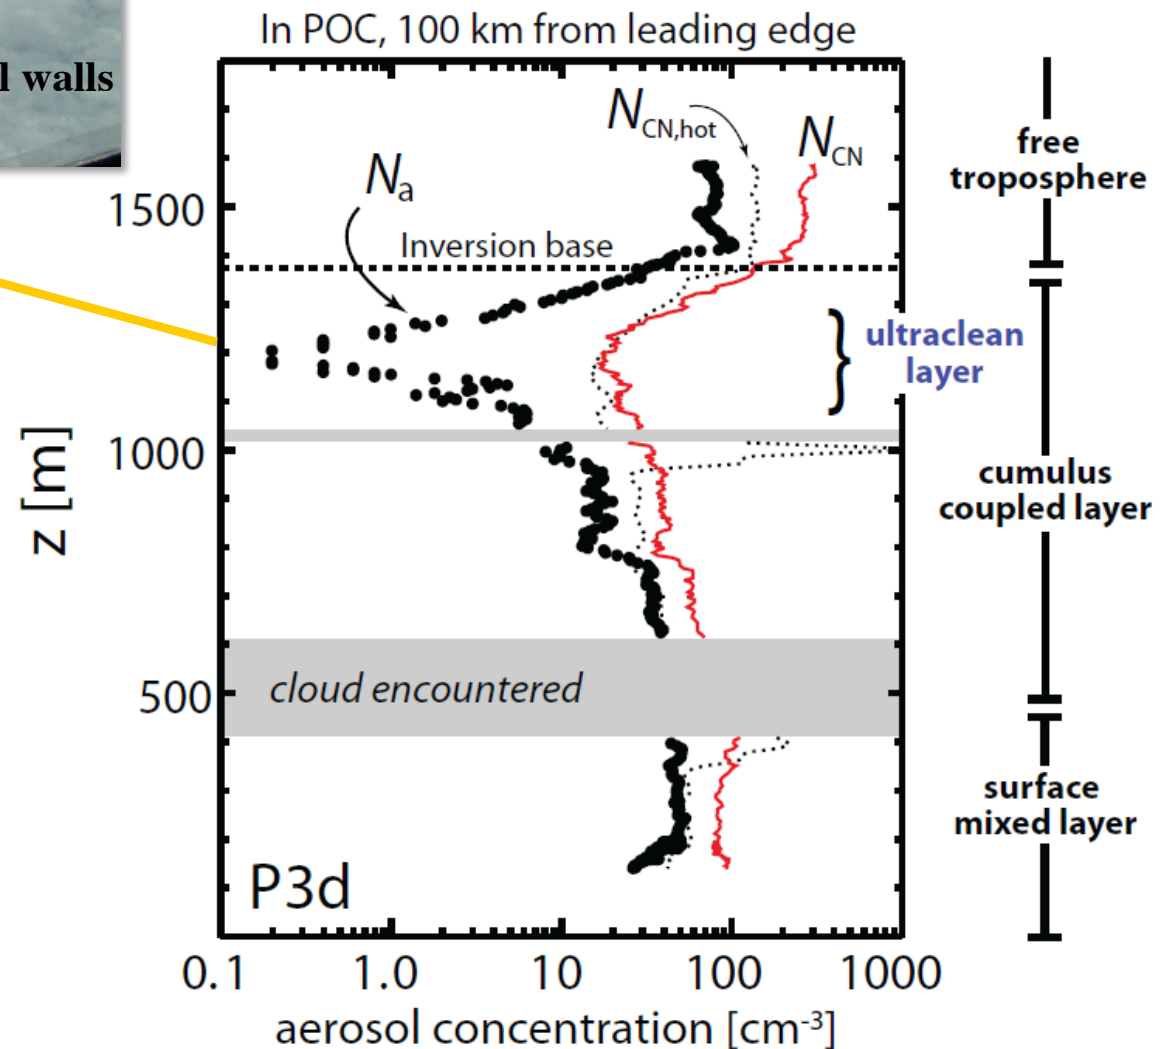 l walls
In POC, 100 km from leading edge
N_CN,hot
N_CN
N_a
Inversion base
free
troposphere
1500
ultraclean
layer
1000
cumulus
coupled layer
z [m]
cloud encountered
500
surface
mixed layer
P3d
0.1 1.0 10 100 1000
aerosol concentration [cm-3]